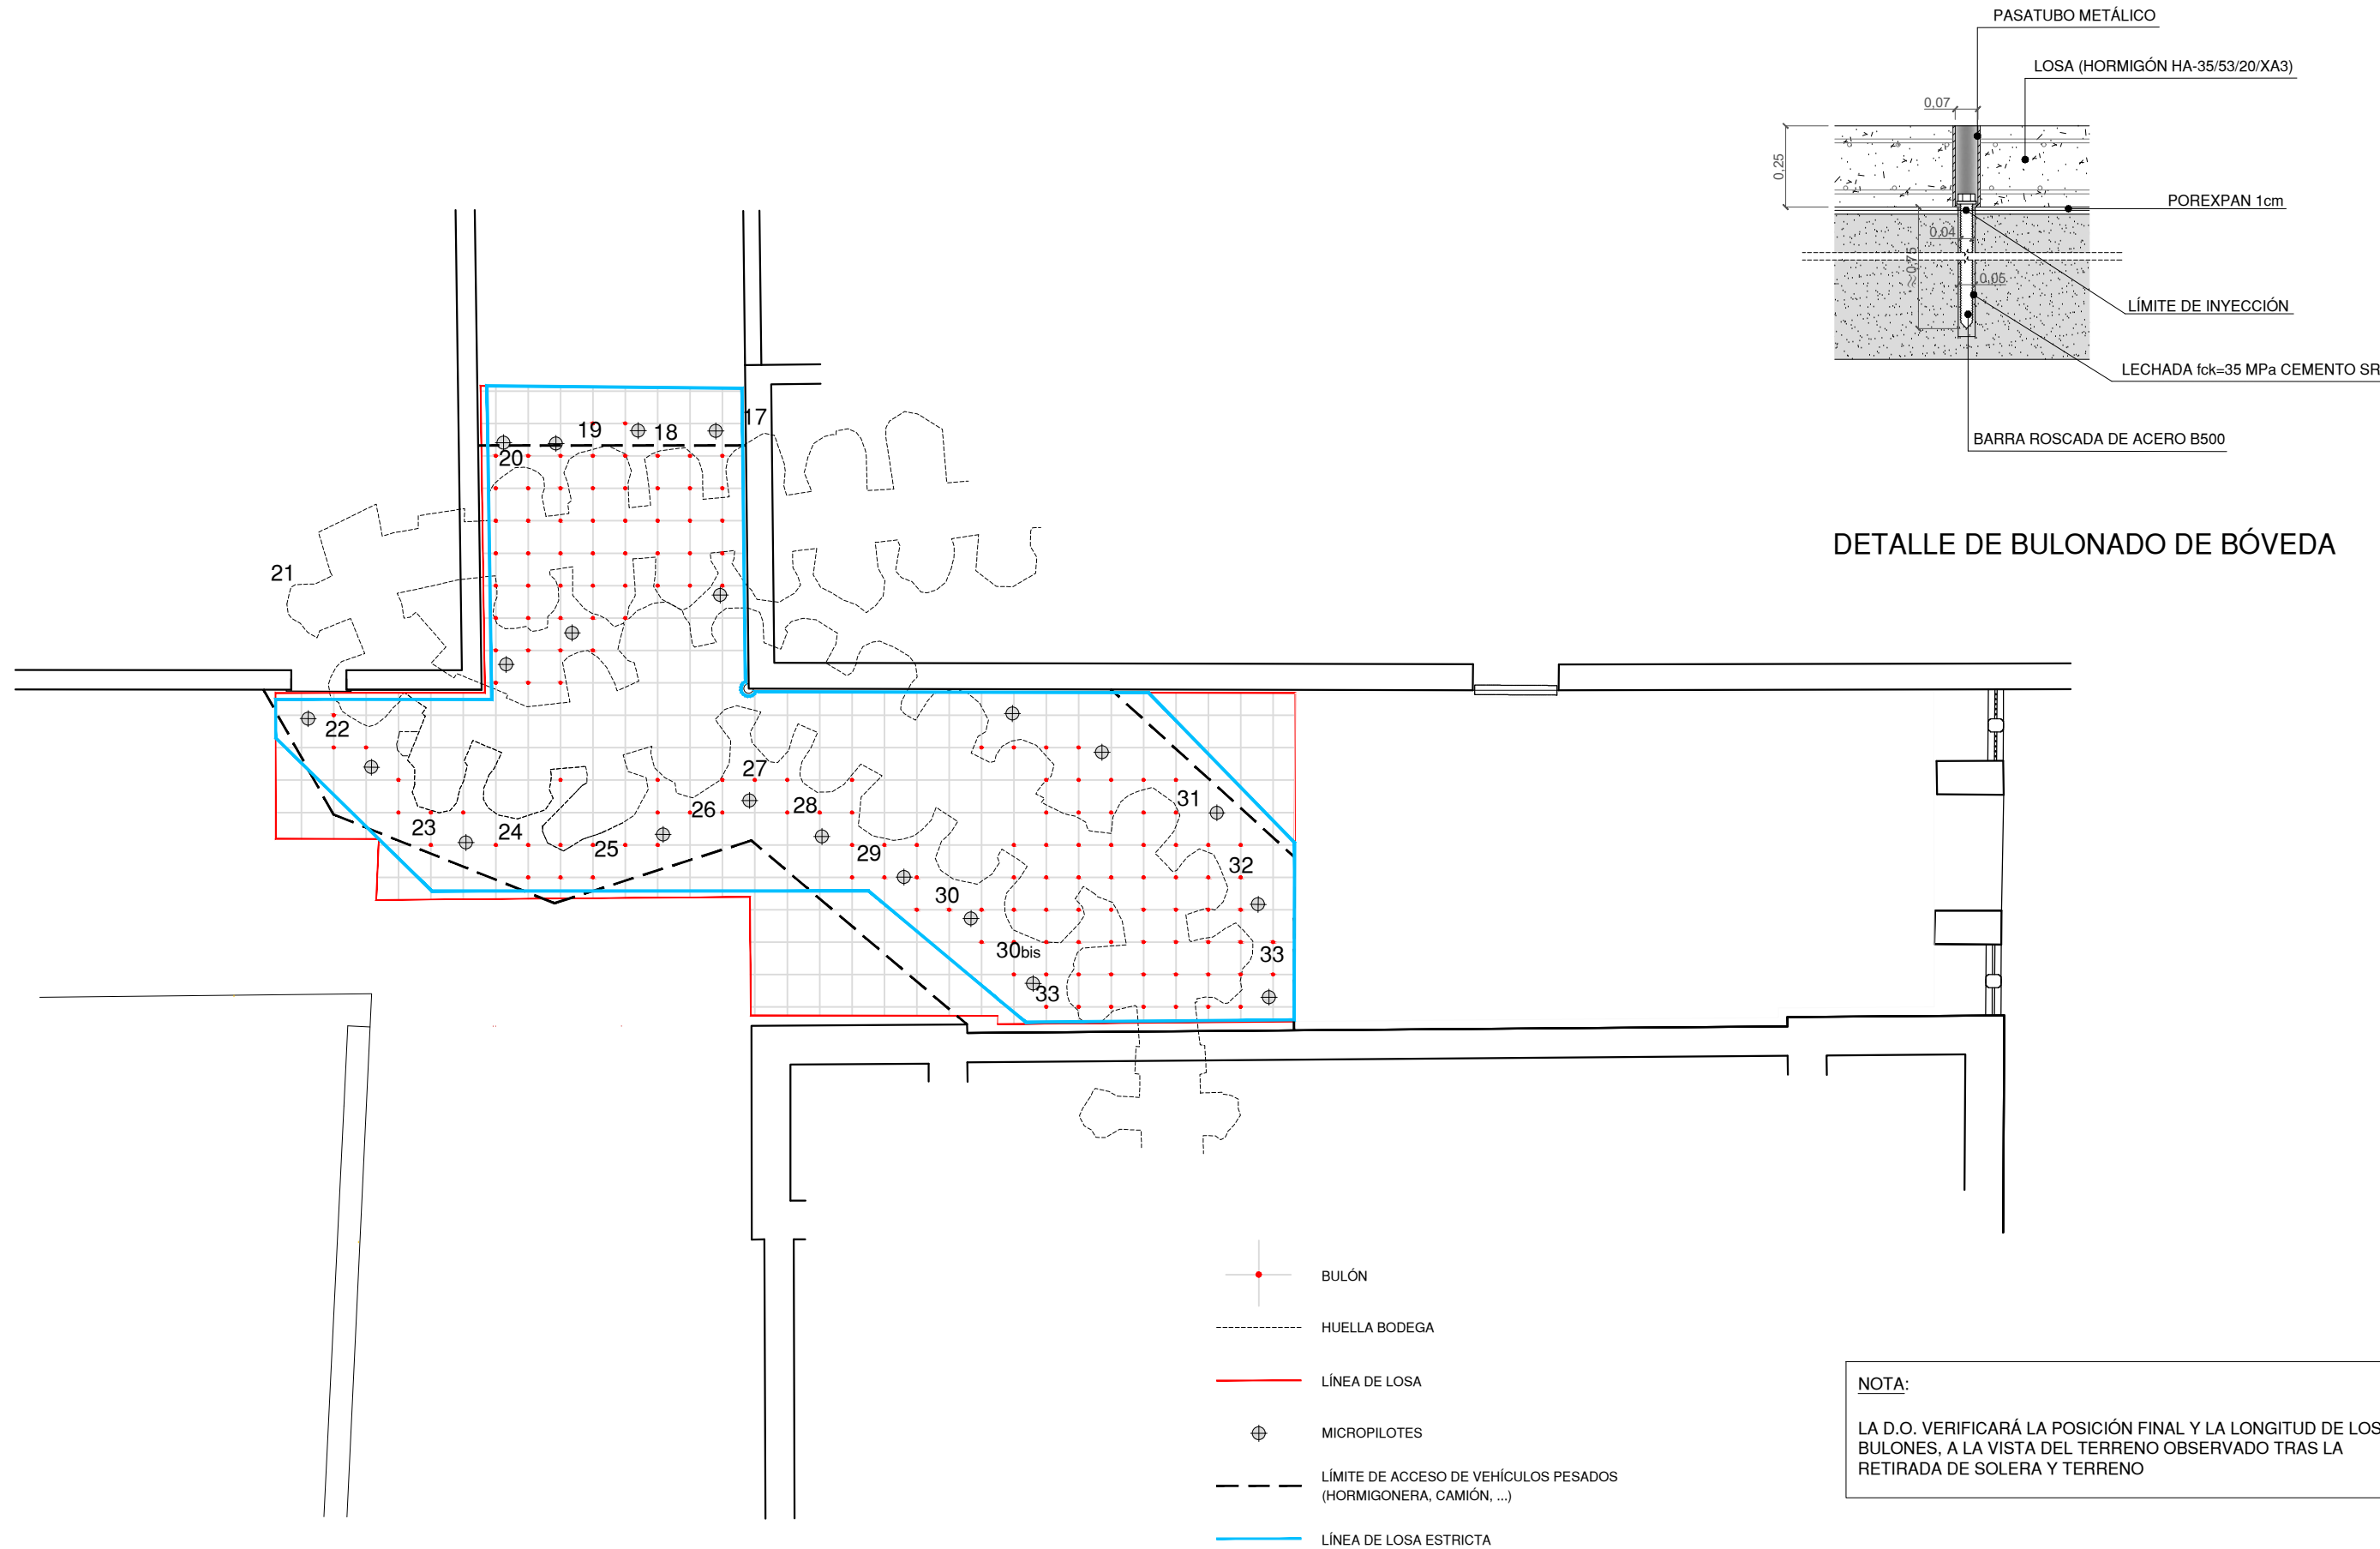 PASATUBO METÁLICO
LOSA (HORMIGÓN HA-35/53/20/XA3)
0,07
0,25
POREXPAN 1cm
0,04
≈0,75
0,05
LÍMITE DE INYECCIÓN
LECHADA fck=35 MPa CEMENTO SR
BARRA ROSCADA DE ACERO B500
DETALLE DE BULONADO DE BÓVEDA
17
19
18
20
21
22
27
31
26
28
23
24
25
29
32
30
30bis
33
33
BULÓN
HUELLA BODEGA
LÍNEA DE LOSA
MICROPILOTES
LÍMITE DE ACCESO DE VEHÍCULOS PESADOS
(HORMIGONERA, CAMIÓN, ...)
LÍNEA DE LOSA ESTRICTA
NOTA:
LA D.O. VERIFICARÁ LA POSICIÓN FINAL Y LA LONGITUD DE LOS
BULONES, A LA VISTA DEL TERRENO OBSERVADO TRAS LA
RETIRADA DE SOLERA Y TERRENO